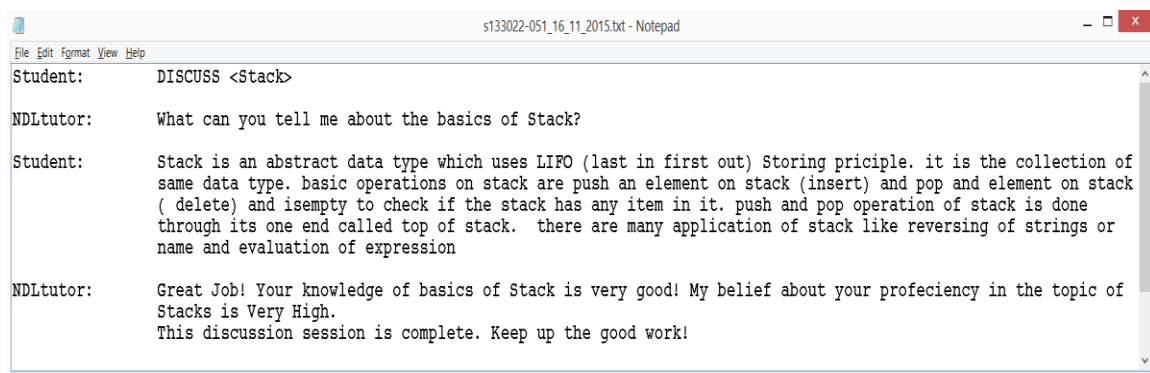 s133022-051_16_11_2015.txt - Notepad
File Edit Format View Help
Student: DISCUSS <Stack>
NDLtutor: What can you tell me about the basics of Stack?
Student: Stack is an abstract data type which uses LIFO (last in first out) Storing priciple. it is the collection of
same data type. basic operations on stack are push an element on stack (insert) and pop and element on stack
( delete) and isempty to check if the stack has any item in it. push and pop operation of stack is done
through its one end called top of stack.  there are many application of stack like reversing of strings or
name and evaluation of expression
NDLtutor: Great Job! Your knowledge of basics of Stack is very good! My belief about your profeciency in the topic of
Stacks is Very High.
This discussion session is complete. Keep up the good work!